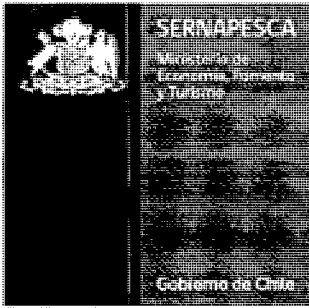 SERNAPESCA
Ministerio de
Economía, Fomento
y Turismo
Gobierno de Chile